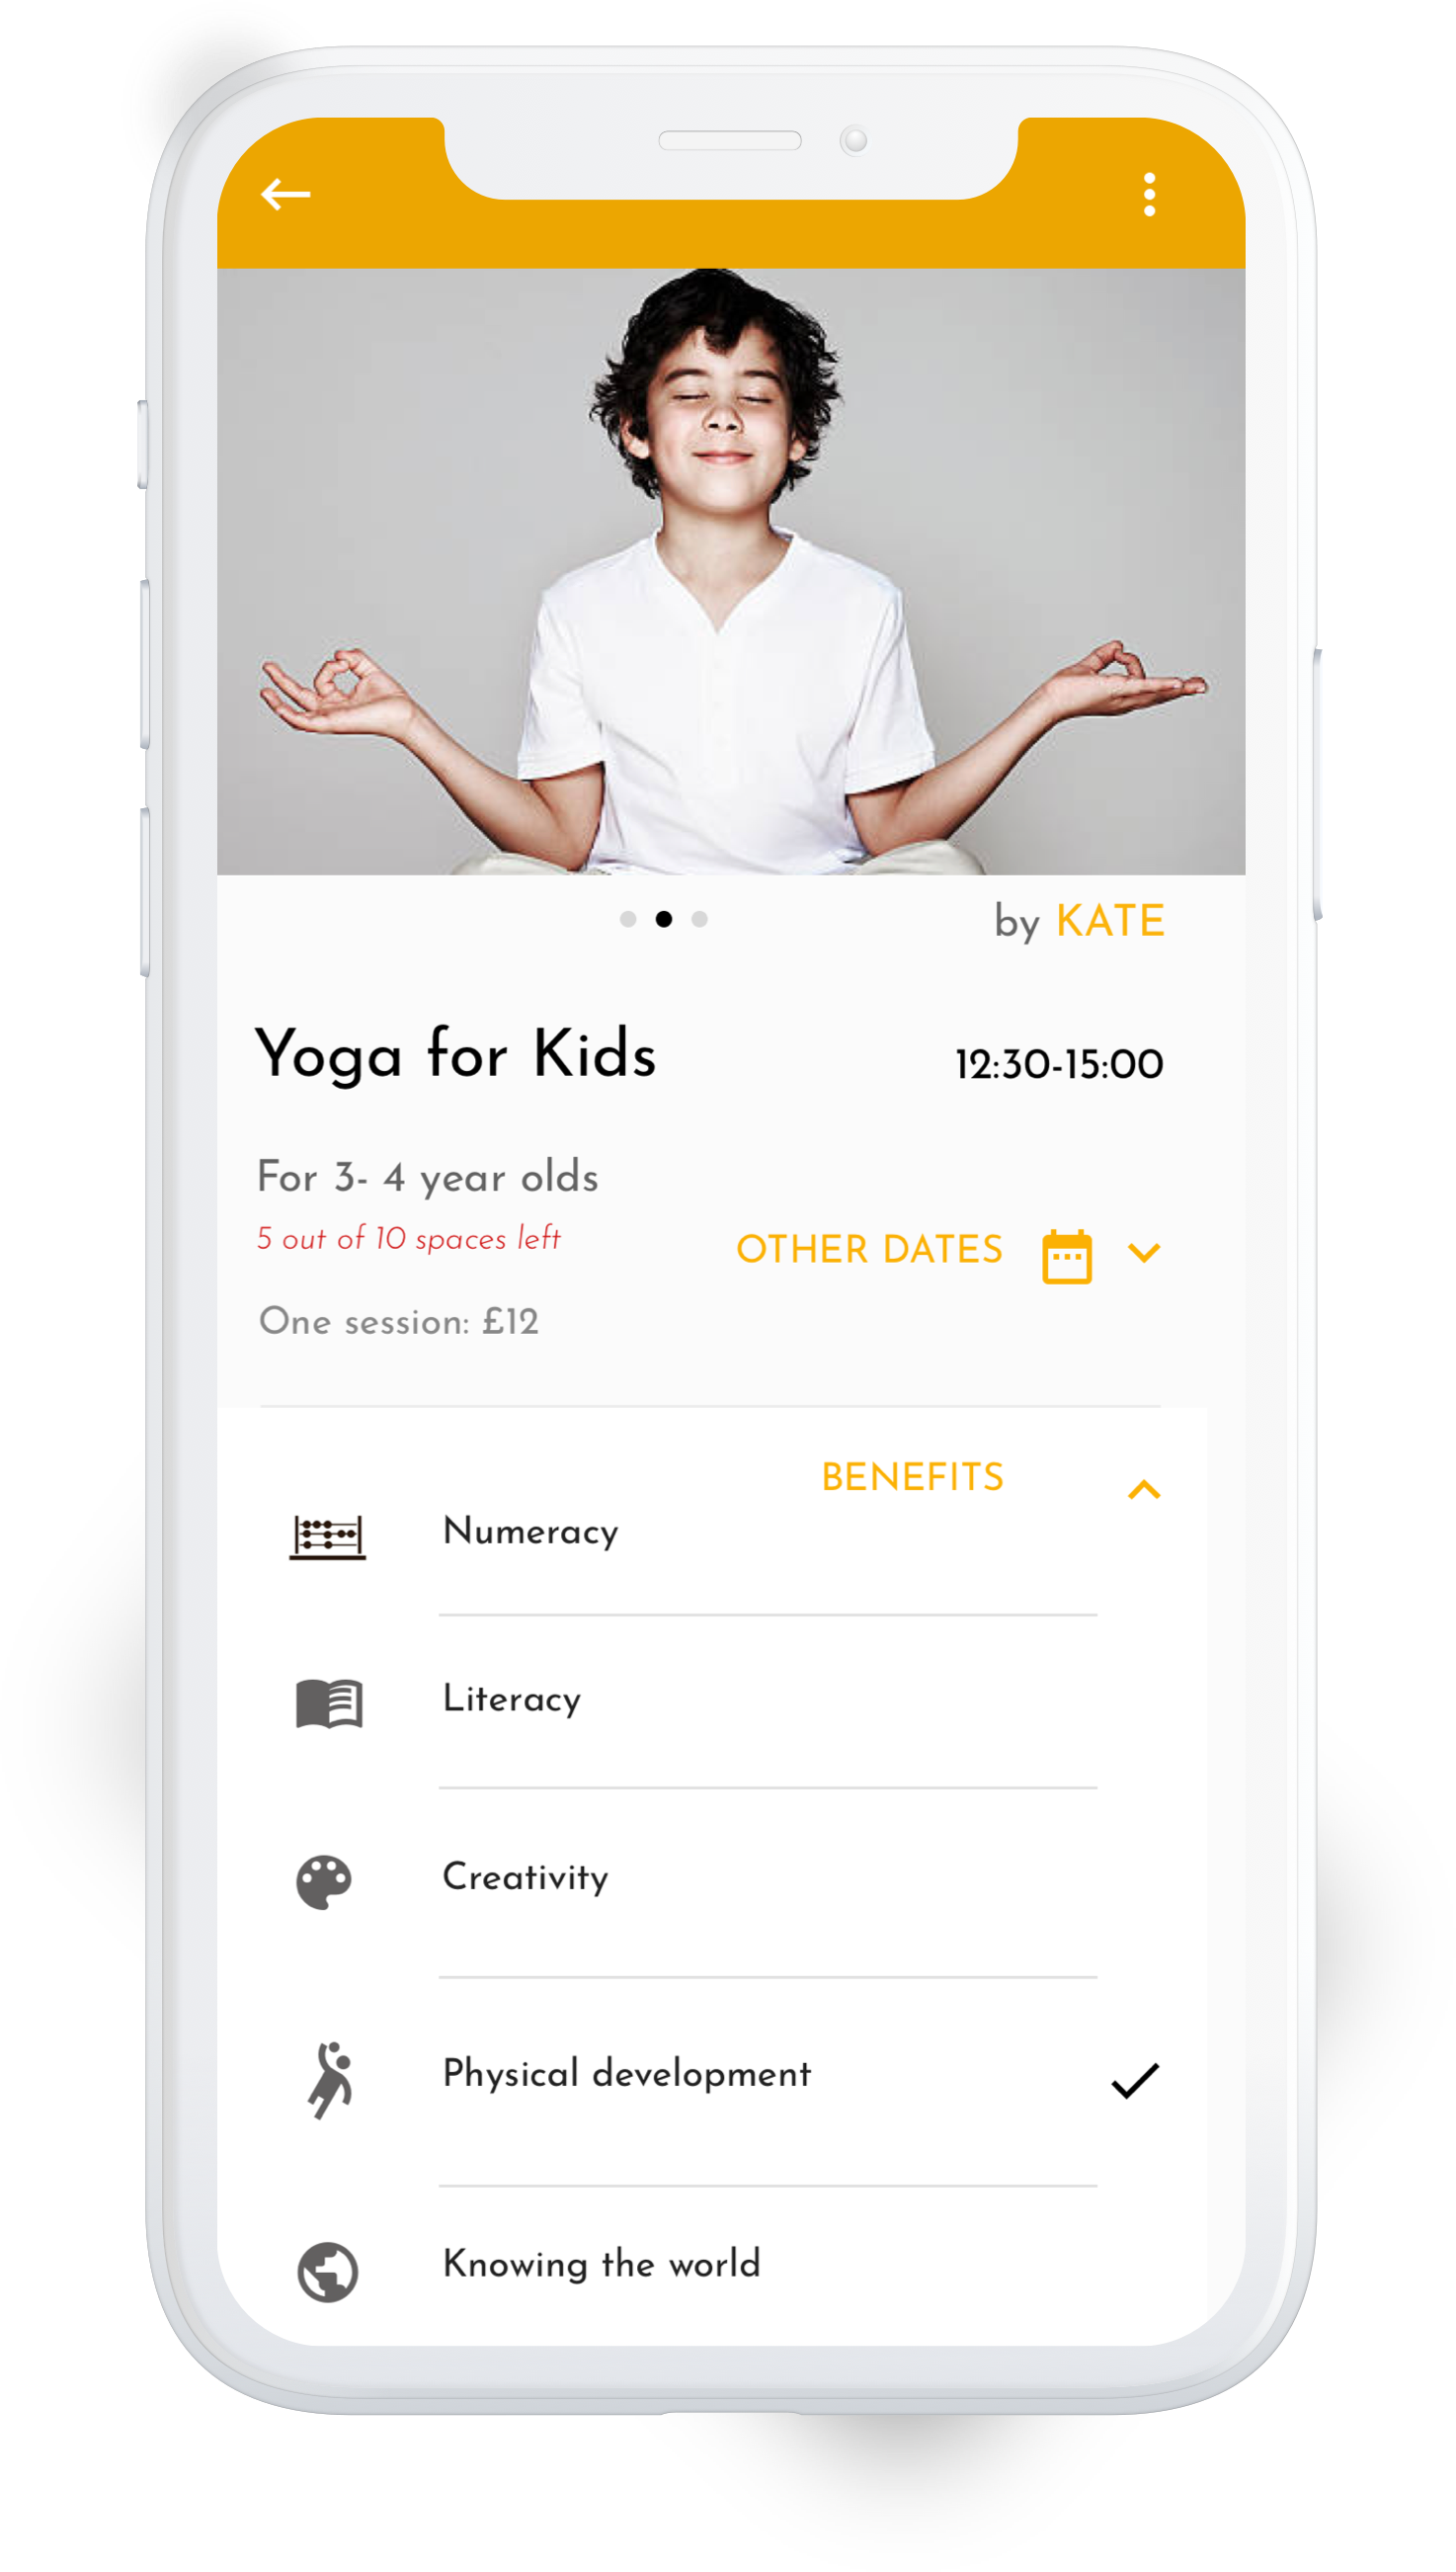 by KATE
Yoga for Kids
12:30-15:00
For 3- 4 year olds
5 out of 10 spaces left
OTHER DATES
One session: £12
BENEFITS
Numeracy
Literacy
Creativity
Physical development
Knowing the world